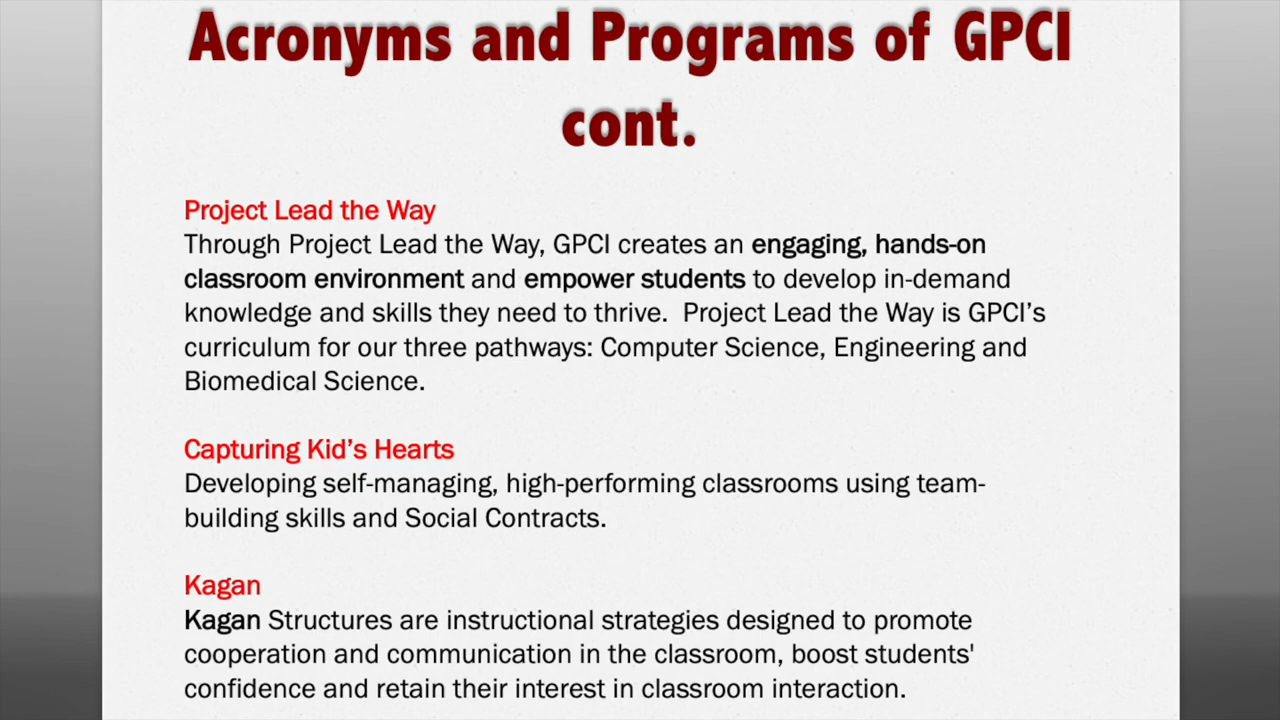 Acronyms and Programs of GPCI
cont.
Project Lead the Way
Through Project Lead the Way, GPCI creates an engaging, hands-on
classroom environment and empower students to develop in-demand
knowledge and skills they need to thrive.  Project Lead the Way is GPCI’s
curriculum for our three pathways: Computer Science, Engineering and
Biomedical Science.
Capturing Kid’s Hearts
Developing self-managing, high-performing classrooms using team-
building skills and Social Contracts.
Kagan
Kagan Structures are instructional strategies designed to promote
cooperation and communication in the classroom, boost students'
confidence and retain their interest in classroom interaction.